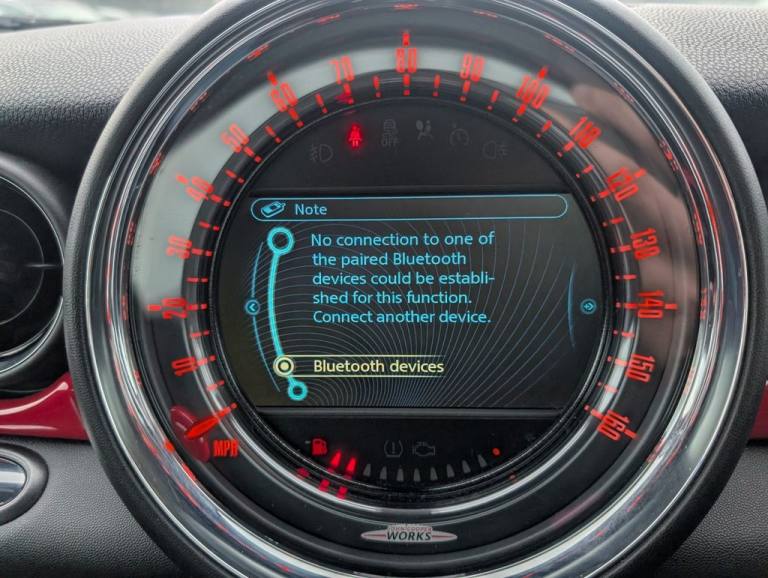 80
70
90
60
100
50
110
40
120
OFF
Note
30
130
No connection to one of
the paired Bluetooth
devices could be establi-
shed for this function.
Connect another device.
20
140
10
150
Bluetooth devices
160
MPH
JOHN COOPER
WORKS